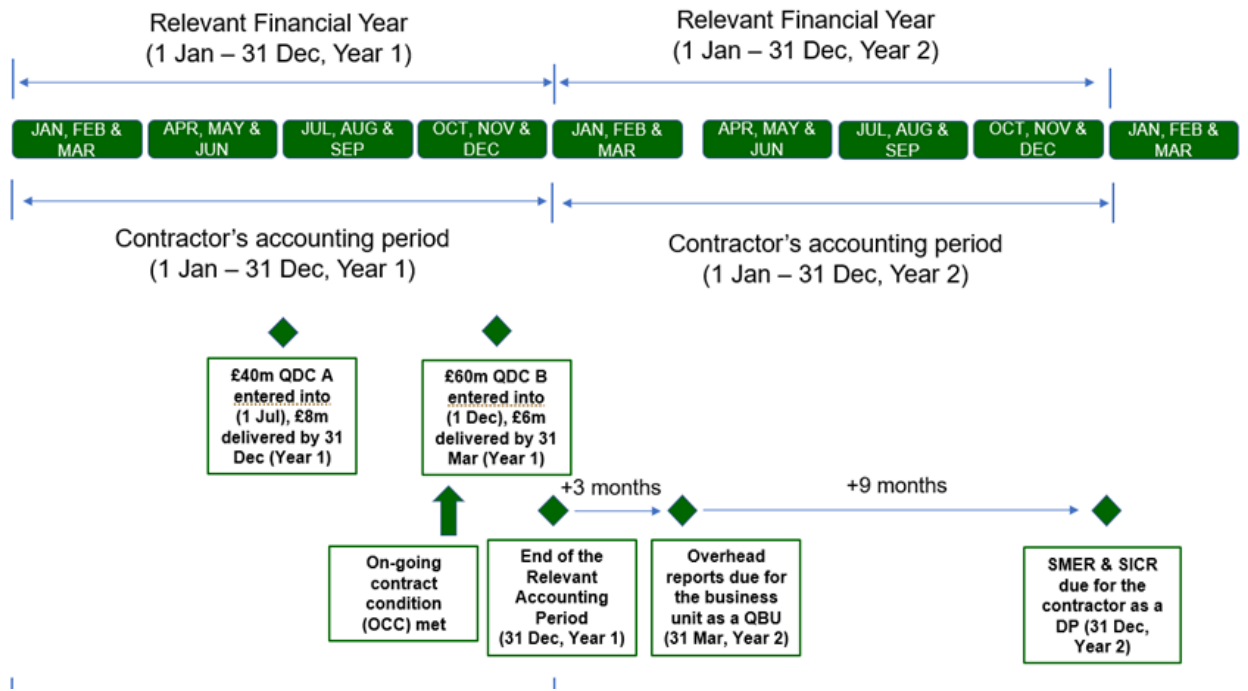 Relevant Financial Year
(1 Jan – 31 Dec, Year 1)
Relevant Financial Year
(1 Jan – 31 Dec, Year 2)
JAN, FEB &
MAR
APR, MAY &
JUN
JUL, AUG &
SEP
OCT, NOV &
DEC
JAN, FEB &
MAR
APR, MAY &
JUN
JUL, AUG &
SEP
OCT, NOV &
DEC
JAN, FEB &
MAR
Contractor's accounting period
(1 Jan – 31 Dec, Year 1)
Contractor's accounting period
(1 Jan – 31 Dec, Year 2)
£40m QDC A
entered into
(1 Jul), £8m
delivered by 31
Dec (Year 1)
£60m QDC B
entered into
(1 Dec), £6m
delivered by 31
Mar (Year 1)
+3 months
+9 months
On-going
contract
condition
(OCC) met
End of the
Relevant
Accounting
Period
(31 Dec, Year 1)
Overhead
reports due for
the business
unit as a QBU
(31 Mar, Year 2)
SMER & SICR
due for the
contractor as a
DP (31 Dec,
Year 2)